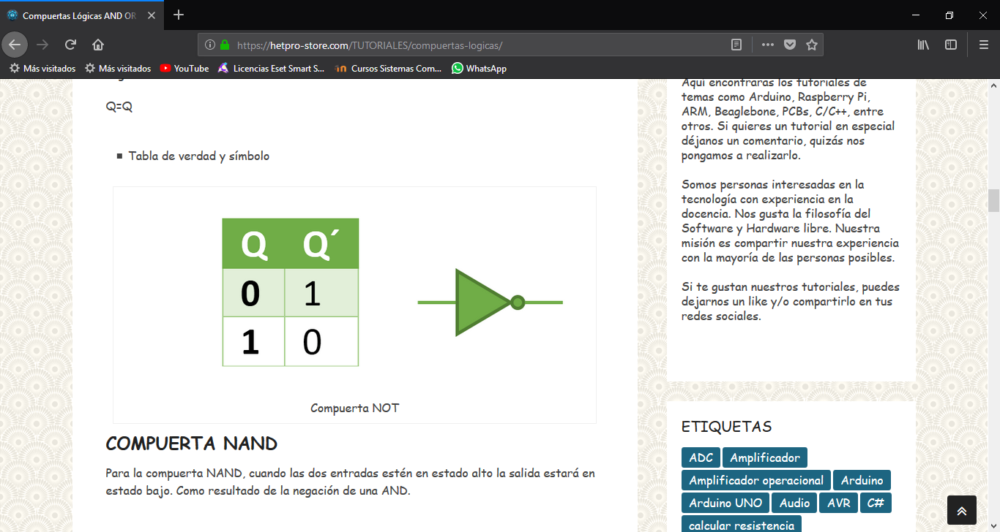 Compuertas Lógicas AND OR
https://hetpro-store.com/TUTORIALES/compuertas-logicas/
Más visitados
Más visitados
YouTube
Licencias Eset Smart S...
Cursos Sistemas Com...
WhatsApp
Q=Q
Tabla de verdad y símbolo
Q Q´
0 1
1 0
Compuerta NOT
COMPUERTA NAND
Para la compuerta NAND, cuando las dos entradas estén en estado alto la salida estará en
estado bajo. Como resultado de la negación de una AND.
Aquí encontraras los tutoriales de
temas como Arduino, Raspberry Pi,
ARM, Beaglebone, PCBs, C/C++, entre
otros. Si quieres un tutorial en especial
déjanos un comentario, quizás nos
pongamos a realizarlo.
Somos personas interesadas en la
tecnología con experiencia en la
docencia. Nos gusta la filosofía del
Software y Hardware libre. Nuestra
misión es compartir nuestra experiencia
con la mayoría de las personas posibles.
Si te gustan nuestros tutoriales, puedes
dejarnos un like y/o compartirlo en tus
redes sociales.
ETIQUETAS
ADC Amplificador
Amplificador operacional Arduino
Arduino UNO Audio AVR C#
calcular resistencia